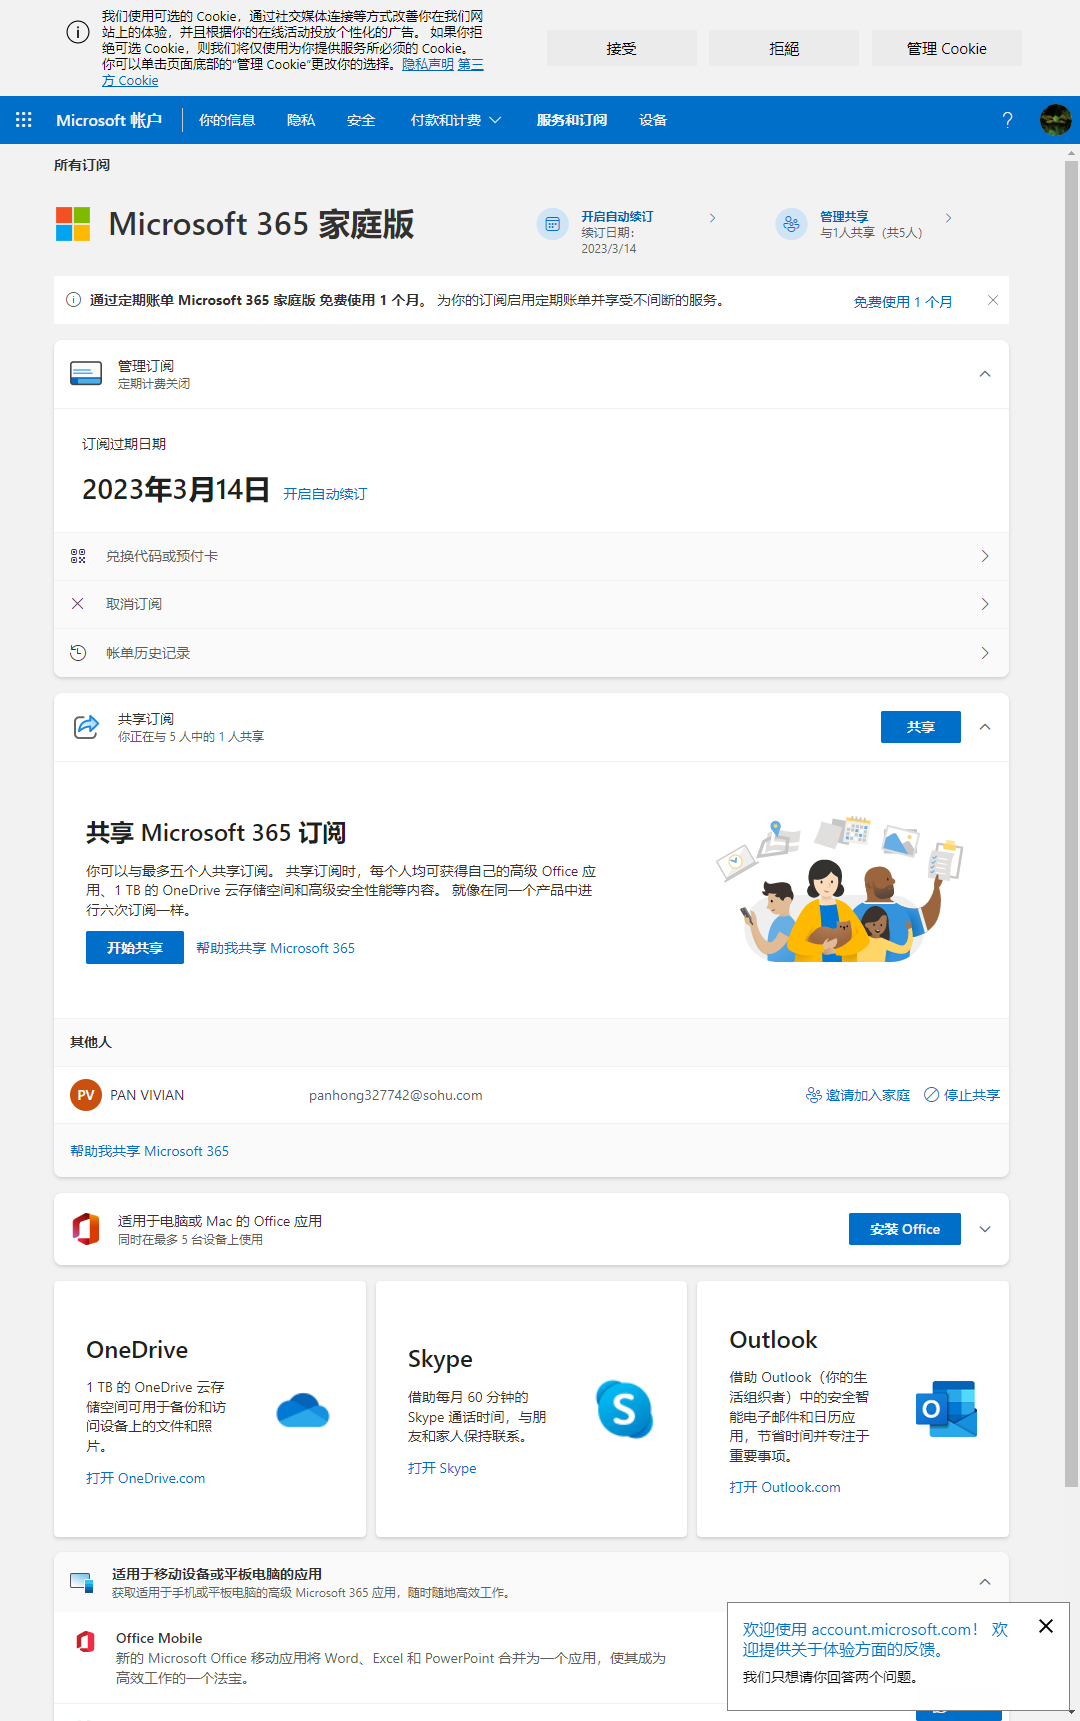 我们使用可选的 Cookie，通过社交媒体连接等方式改善你在我们网
站上的体验，并且根据你的在线活动投放个性化的广告。 如果你拒
绝可选 Cookie，则我们将仅使用为你提供服务所必须的 Cookie。
你可以单击页面底部的“管理 Cookie”更改你的选择。隐私声明 第三
方 Cookie
接受
拒絕
管理 Cookie
Microsoft 帐户
你的信息
隐私
安全
付款和计费
服务和订阅
设备
?
所有订阅
Microsoft 365 家庭版
开启自动续订
续订日期：
2023/3/14
管理共享
与1人共享（共5人）
通过定期账单 Microsoft 365 家庭版 免费使用 1 个月。 为你的订阅启用定期账单并享受不间断的服务。
免费使用 1 个月
管理订阅
定期计费关闭
订阅过期日期
2023年3月14日 开启自动续订
兑换代码或预付卡
取消订阅
帐单历史记录
共享订阅
你正在与 5 人中的 1 人共享
共享
共享 Microsoft 365 订阅
你可以与最多五个人共享订阅。 共享订阅时，每个人均可获得自己的高级 Office 应
用、1 TB 的 OneDrive 云存储空间和高级安全性能等内容。 就像在同一个产品中进
行六次订阅一样。
开始共享
帮助我共享 Microsoft 365
其他人
PV
PAN VIVIAN
panhong327742@sohu.com
邀请加入家庭
停止共享
帮助我共享 Microsoft 365
适用于电脑或 Mac 的 Office 应用
同时在最多 5 台设备上使用
安装 Office
OneDrive
1 TB 的 OneDrive 云存
储空间可用于备份和访
问设备上的文件和照
片。
打开 OneDrive.com
Skype
借助每月 60 分钟的
Skype 通话时间，与朋
友和家人保持联系。
打开 Skype
Outlook
借助 Outlook（你的生
活组织者）中的安全智
能电子邮件和日历应
用，节省时间并专注于
重要事项。
打开 Outlook.com
适用于移动设备或平板电脑的应用
获取适用于手机或平板电脑的高级 Microsoft 365 应用，随时随地高效工作。
Office Mobile
新的 Microsoft Office 移动应用将 Word、Excel 和 PowerPoint 合并为一个应用，使其成为
高效工作的一个法宝。
欢迎使用 account.microsoft.com！ 欢
迎提供关于体验方面的反馈。
我们只想请你回答两个问题。